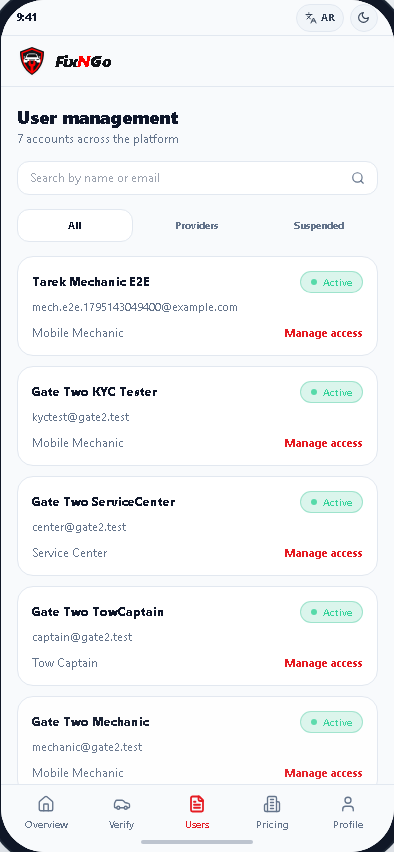 9:41
AR
FixNGo
User management
7 accounts across the platform
Search by name or email
All
Providers
Suspended
Tarek Mechanic E2E
Active
mech.e2e.1795143049400@example.com
Mobile Mechanic
Manage access
Gate Two KYC Tester
Active
kyctest@gate2.test
Mobile Mechanic
Manage access
Gate Two ServiceCenter
Active
center@gate2.test
Service Center
Manage access
Gate Two TowCaptain
Active
captain@gate2.test
Tow Captain
Manage access
Gate Two Mechanic
Active
mechanic@gate2.test
Mobile Mechanic
Manage access
Overview
Verify
Users
Pricing
Profile